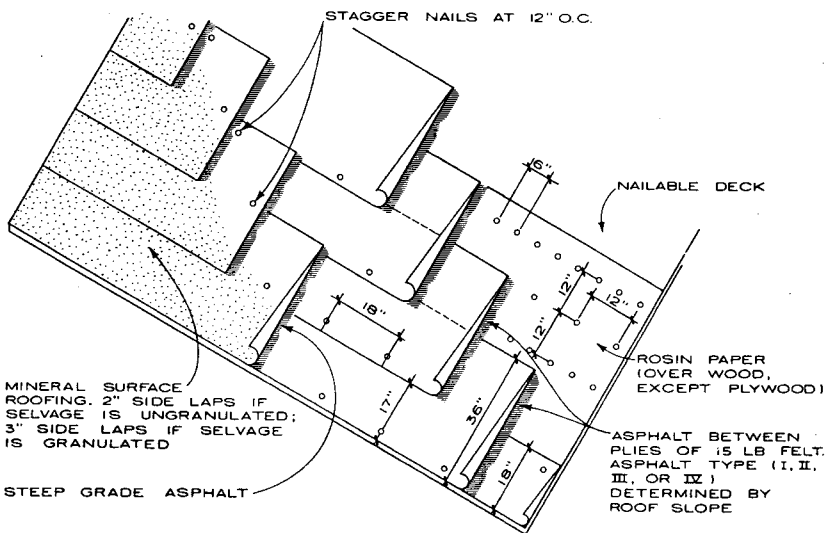 STAGGER NAILS AT 12" O.C.
6"
NAILABLE DECK
12"
12"
12"
18"
ROSIN PAPER
(OVER WOOD,
EXCEPT PLYWOOD)
MINERAL SURFACE
ROOFING. 2" SIDE LAPS IF
SELVAGE IS UNGRANULATED;
3" SIDE LAPS IF SELVAGE
IS GRANULATED
17"
36"
ASPHALT BETWEEN
PLIES OF 15 LB FELT.
ASPHALT TYPE (I, II,
III, OR IV)
DETERMINED BY
ROOF SLOPE
18"
STEEP GRADE ASPHALT